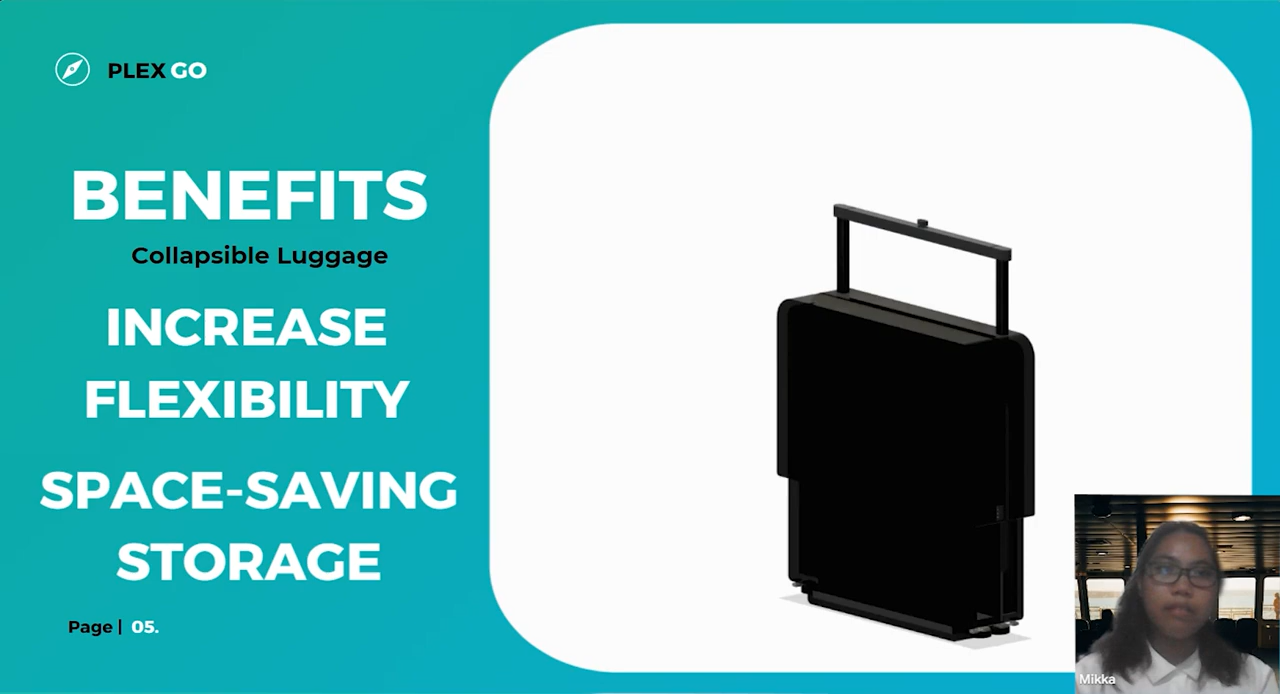 PLEX GO
BENEFITS
Collapsible Luggage
INCREASE
FLEXIBILITY
SPACE-SAVING
STORAGE
Page | 05.
Mikka